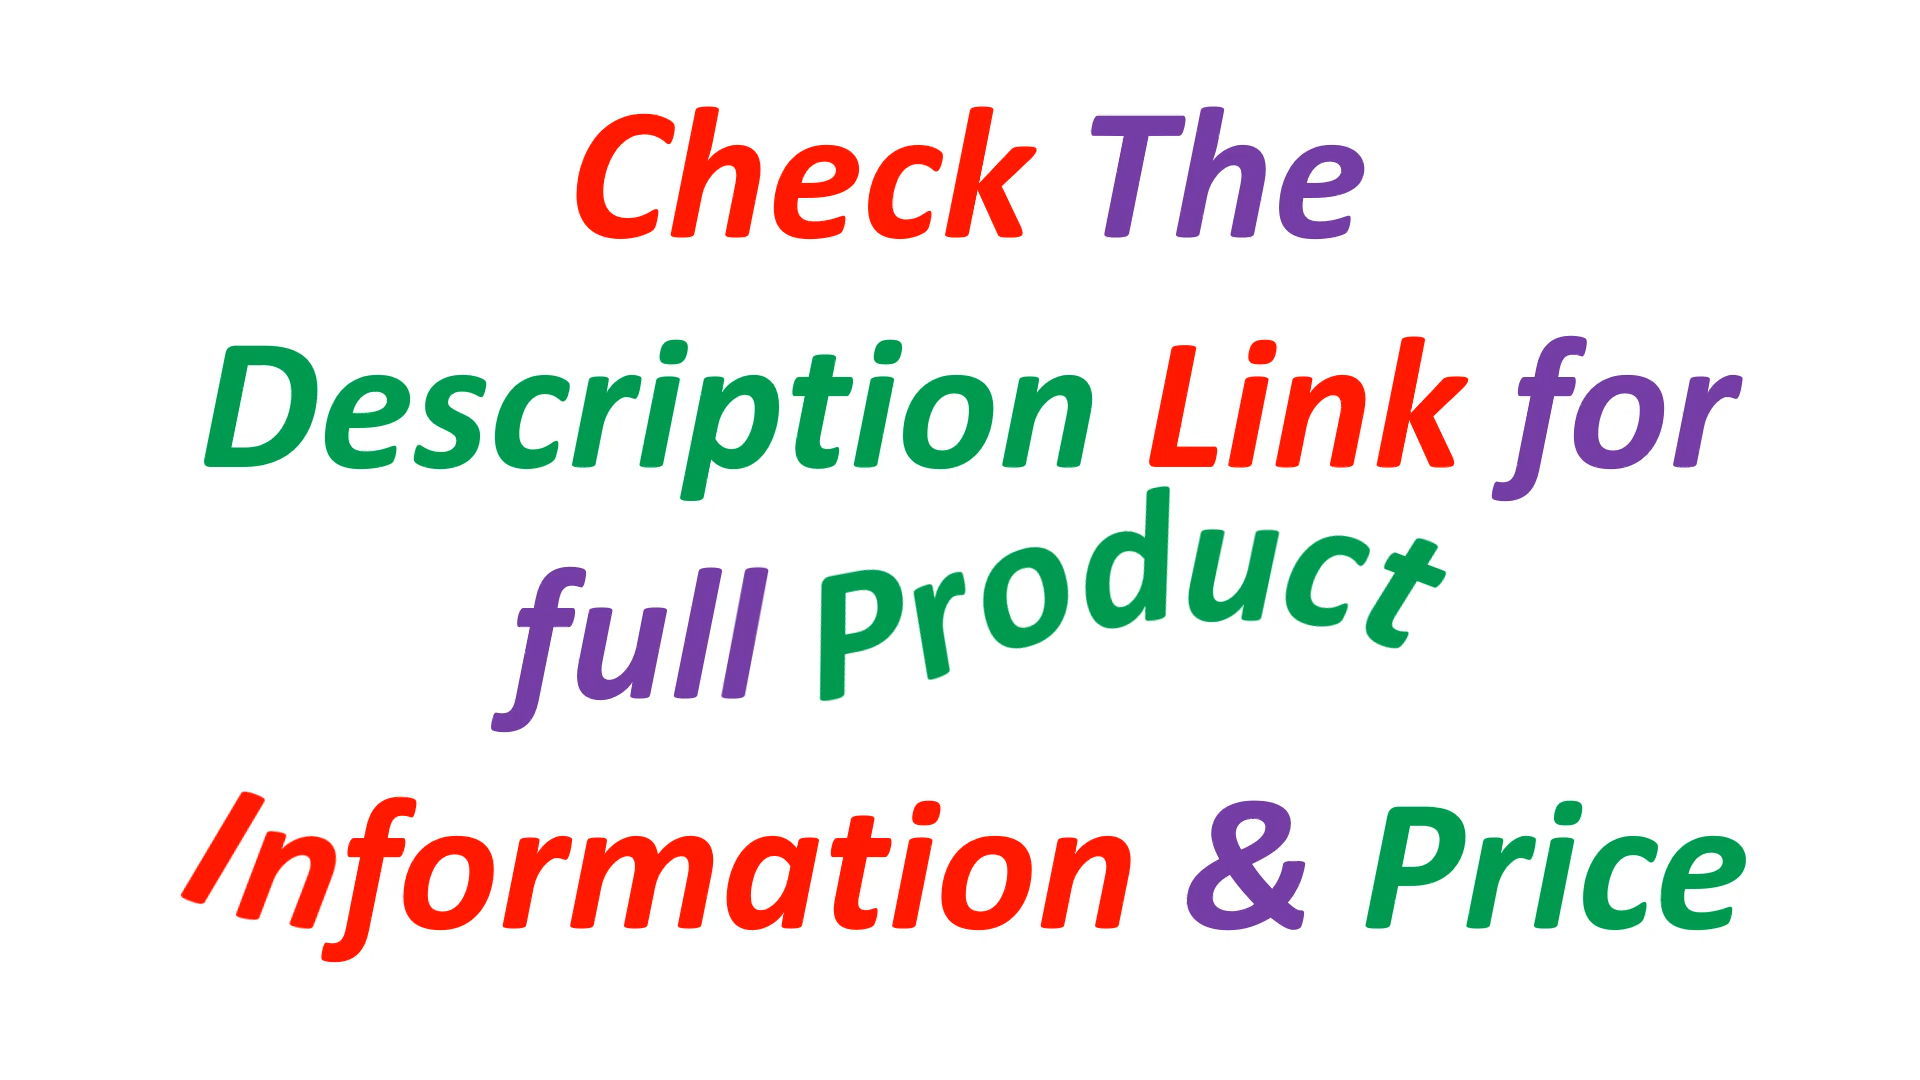 Check The
Description Link for
full Product
Information & Price